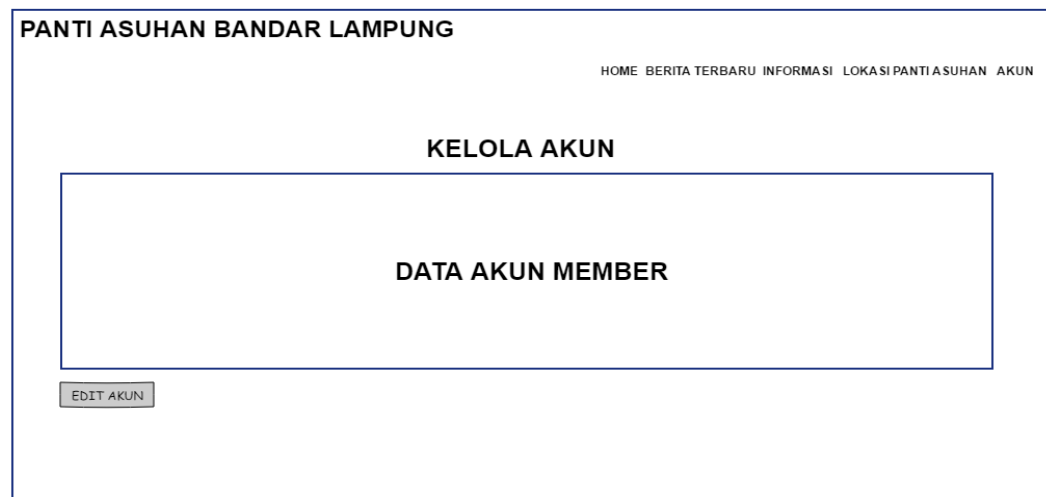 PANTI ASUHAN BANDAR LAMPUNG
HOME BERITA TERBARU INFORMASI LOKASI PANTI ASUHAN AKUN
KELOLA AKUN
DATA AKUN MEMBER
EDIT AKUN